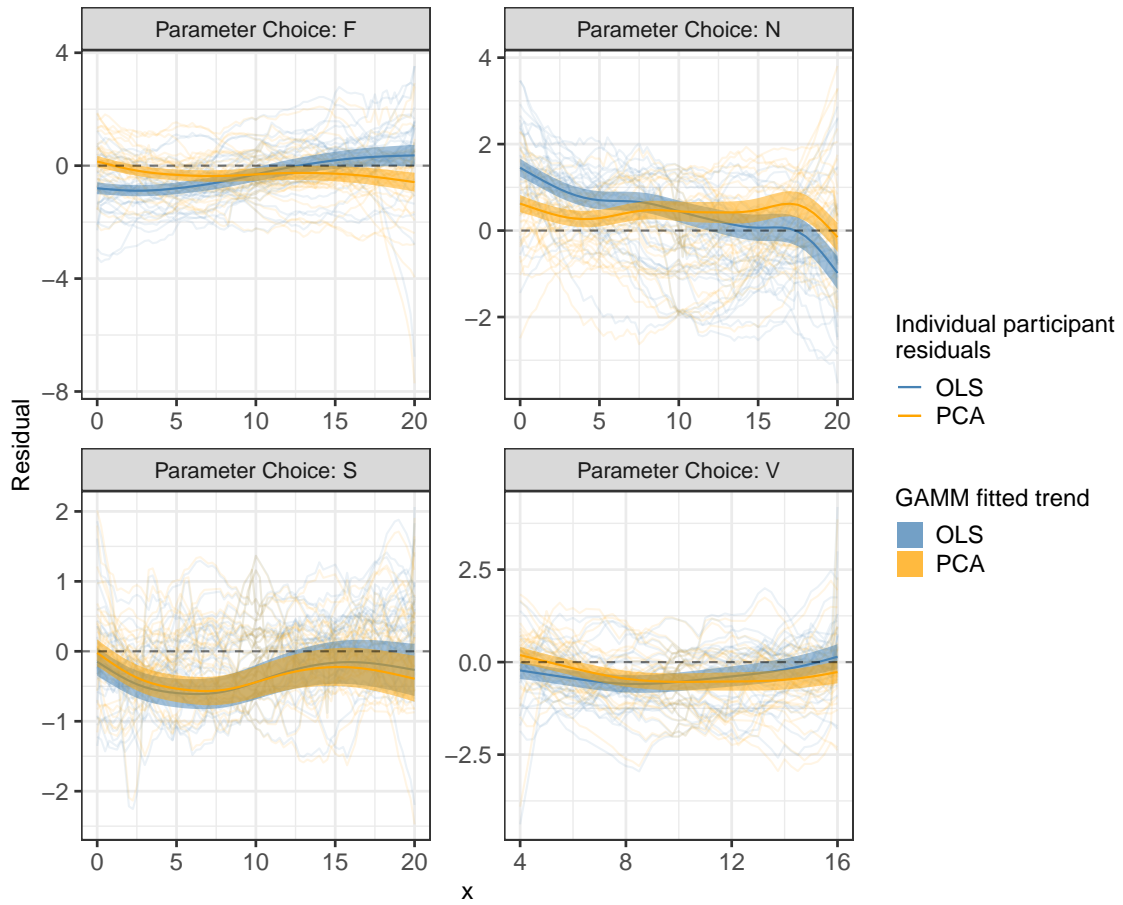 Parameter Choice: F
Parameter Choice: N
4
0
−4
−8
0 5 10 15 20
4
2
0
−2
0 5 10 15 20
Residual
Parameter Choice: S
Parameter Choice: V
2
1
0
−1
−2
0 5 10 15 20
2.5
0.0
−2.5
4 8 12 16
x
Individual participant
residuals
OLS
PCA
GAMM fitted trend
OLS
PCA